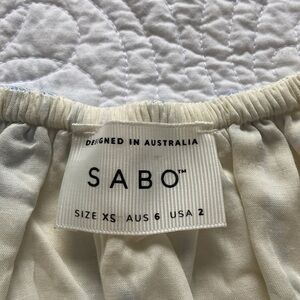 DESIGNED IN AUSTRALIA
SABO™
SIZE XS AUS 6 USA 2